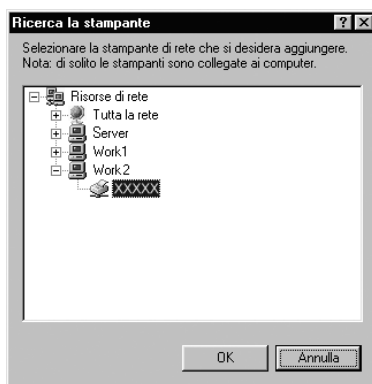 Ricerca la stampante
Selezionare la stampante di rete che si desidera aggiungere.
Nota: di solito le stampanti sono collegate ai computer.
Risorse di rete
Tutta la rete
Server
Work1
Work2
XXXXX
OK
Annulla